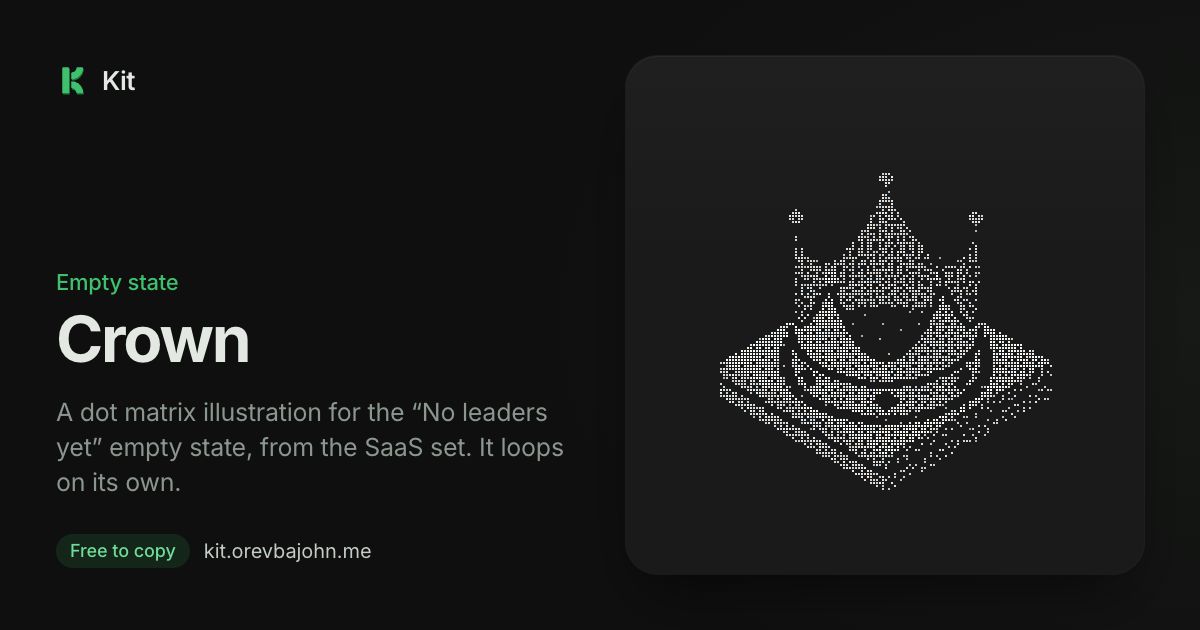 Kit
Empty state
Crown
A dot matrix illustration for the “No leaders
yet” empty state, from the SaaS set. It loops
on its own.
Free to copy
kit.orevbajohn.me